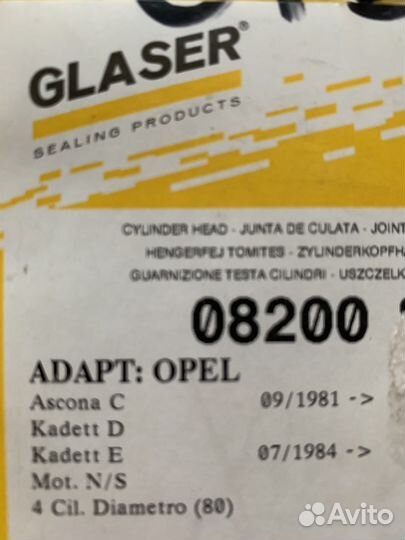 GLASER®
SEALING PRODUCTS
CYLINDER HEAD - JUNTA DE CULATA - JOINT
HENGERFEJ TOMITES - ZYLINDERKOPFH
GUARNIZIONE TESTA CILINDRI - USZCZELK
08200
ADAPT: OPEL
Ascona C 09/1981 ->
Kadett D
Kadett E 07/1984 ->
Mot. N/S
4 Cil. Diametro (80)
Avito